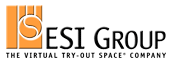 ESI GROUP
THE VIRTUAL TRY-OUT SPACE® COMPANY